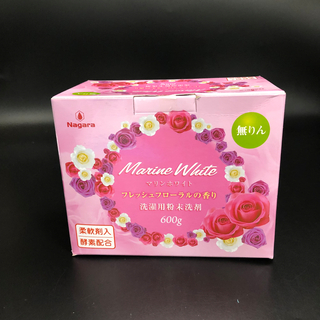 Nagara
無りん
Marine White
マリンホワイト
フレッシュフローラルの香り
洗濯用粉末洗剤
600g
柔軟剤入
酵素配合